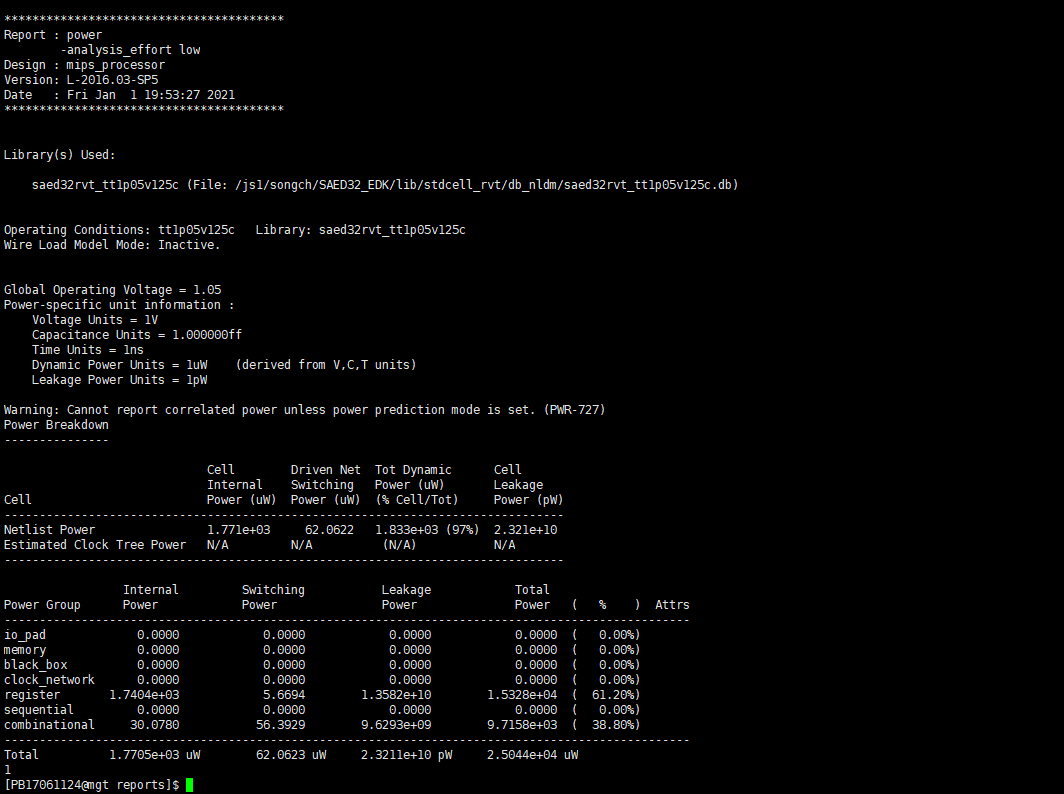 ****************************************
Report : power
        -analysis_effort low
Design : mips_processor
Version: L-2016.03-SP5
Date   : Fri Jan  1 19:53:27 2021
****************************************
Library(s) Used:
    saed32rvt_tt1p05v125c (File: /js1/songch/SAED32_EDK/lib/stdcell_rvt/db_nldm/saed32rvt_tt1p05v125c.db)
Operating Conditions: tt1p05v125c   Library: saed32rvt_tt1p05v125c
Wire Load Model Mode: Inactive.
Global Operating Voltage = 1.05
Power-specific unit information :
    Voltage Units = 1V
    Capacitance Units = 1.000000ff
    Time Units = 1ns
    Dynamic Power Units = 1uW    (derived from V,C,T units)
    Leakage Power Units = 1pW
Warning: Cannot report correlated power unless power prediction mode is set. (PWR-727)
Power Breakdown
---------------
                             Cell        Driven Net  Tot Dynamic      Cell
                             Internal    Switching   Power (uW)       Leakage
Cell                         Power (uW)  Power (uW)  (% Cell/Tot)     Power (pW)
--------------------------------------------------------------------------------
Netlist Power                1.771e+03     62.0622   1.833e+03 (97%)  2.321e+10
Estimated Clock Tree Power   N/A         N/A          (N/A)           N/A
--------------------------------------------------------------------------------
                 Internal         Switching           Leakage            Total
Power Group      Power            Power               Power              Power   (   %    )  Attrs
--------------------------------------------------------------------------------------------------
io_pad             0.0000            0.0000            0.0000            0.0000  (   0.00%)
memory             0.0000            0.0000            0.0000            0.0000  (   0.00%)
black_box          0.0000            0.0000            0.0000            0.0000  (   0.00%)
clock_network      0.0000            0.0000            0.0000            0.0000  (   0.00%)
register       1.7404e+03            5.6694        1.3582e+10        1.5328e+04  (  61.20%)
sequential         0.0000            0.0000            0.0000            0.0000  (   0.00%)
combinational     30.0780           56.3929        9.6293e+09        9.7158e+03  (  38.80%)
--------------------------------------------------------------------------------------------------
Total          1.7705e+03 uW        62.0623 uW     2.3211e+10 pW     2.5044e+04 uW
1
[PB17061124@mgt reports]$